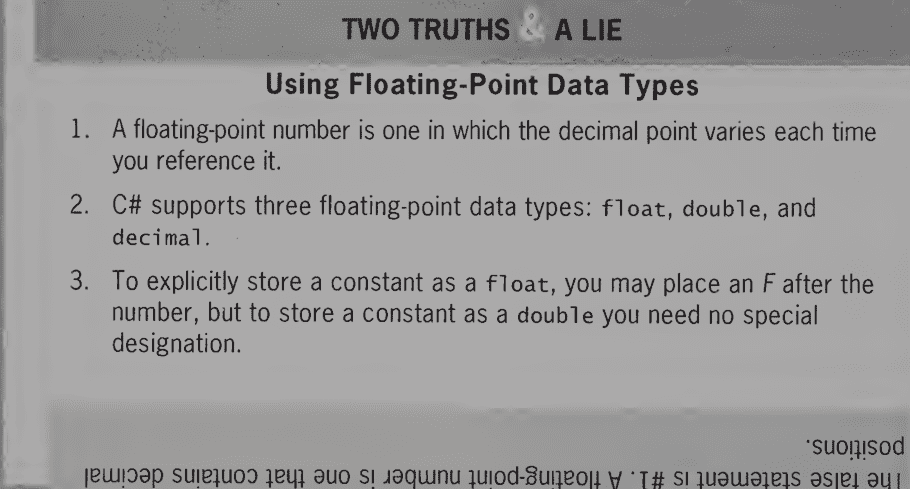 TWO TRUTHS & A LIE
Using Floating-Point Data Types
1. A floating-point number is one in which the decimal point varies each time
you reference it.
2. C# supports three floating-point data types: float, double, and
decimal.
3. To explicitly store a constant as a float, you may place an F after the
number, but to store a constant as a double you need no special
designation.
The false statement is #1. A floating-point number is one that contains decimal
positions.